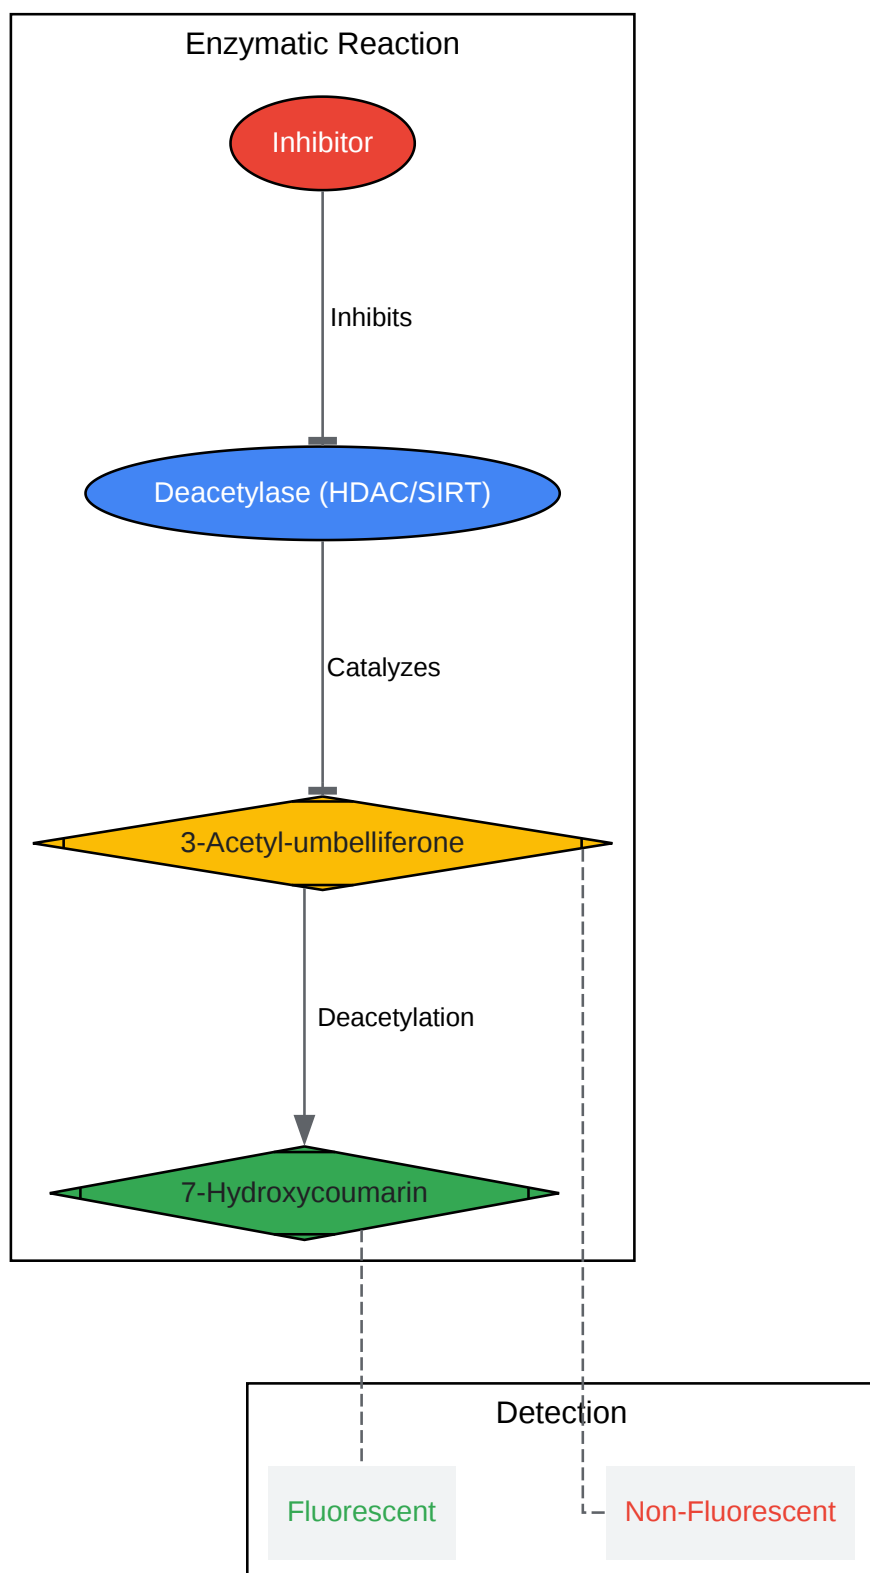 Enzymatic Reaction
Inhibitor
Inhibits
Deacetylase (HDAC/SIRT)
Catalyzes
3-Acetyl-umbelliferone
Deacetylation
7-Hydroxycoumarin
Detection
Fluorescent
Non-Fluorescent